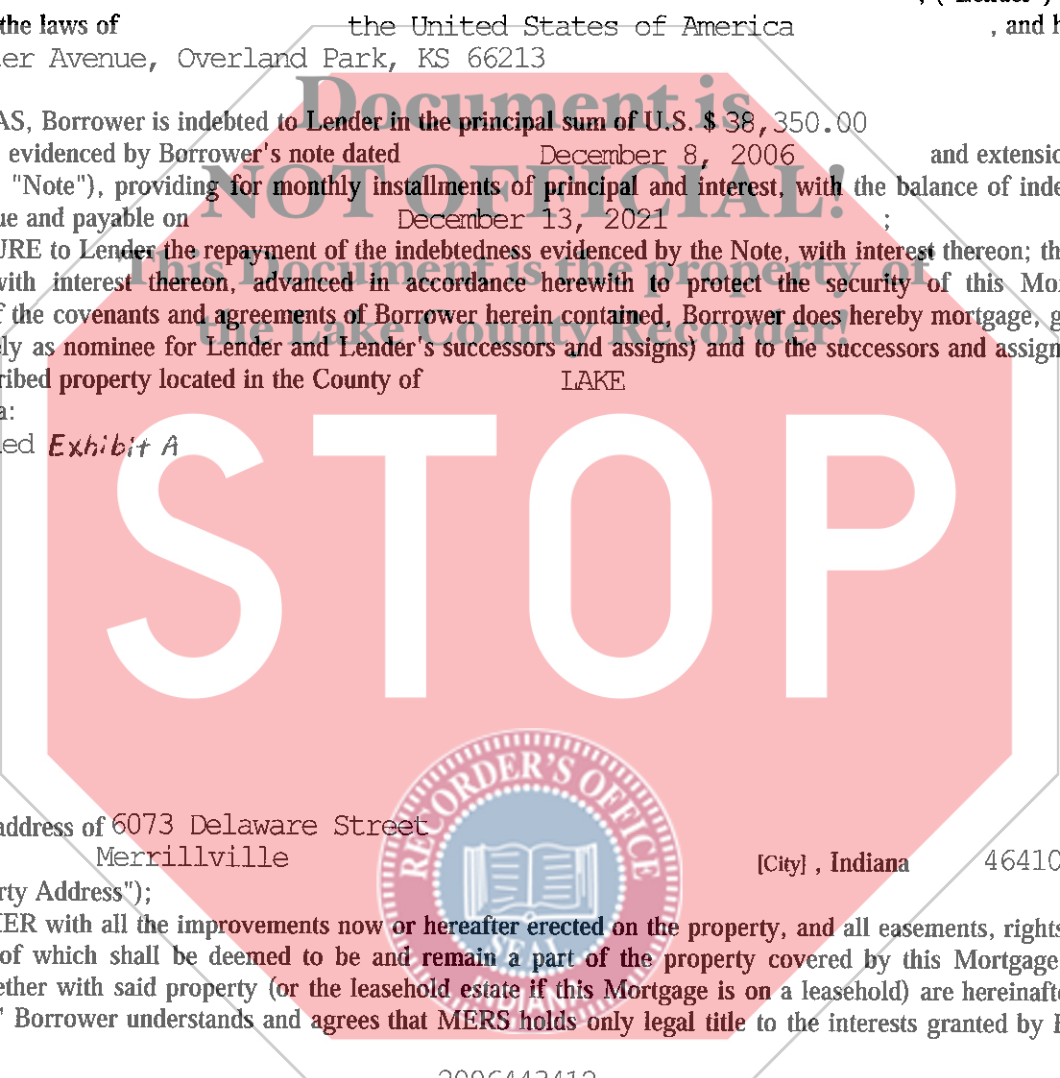 the laws of the United States of America , and h
er Avenue, Overland Park, KS 66213
Document is
AS, Borrower is indebted to Lender in the principal sum of U.S. $ 38,350.00
evidenced by Borrower's note dated December 8, 2006 and extensio
"Note"), providing for monthly installments of principal and interest, with the balance of inde
NOT OFFICIAL!
ue and payable on December 13, 2021 ;
URE to Lender the repayment of the indebtedness evidenced by the Note, with interest thereon; th
This Document is the property of
with interest thereon, advanced in accordance herewith to protect the security of this Mor
f the covenants and agreements of Borrower herein contained, Borrower does hereby mortgage, g
the Lake County Recorder!
ely as nominee for Lender and Lender's successors and assigns) and to the successors and assign
ribed property located in the County of LAKE
a:
ed Exhibit A
STOP
RECORDER'S OFFICE
address of 6073 Delaware Street
Merrillville [City] , Indiana 46410
rty Address");
HER with all the improvements now or hereafter erected on the property, and all easements, rights
SEAL
of which shall be deemed to be and remain a part of the property covered by this Mortgage
ether with said property (or the leasehold estate if this Mortgage is on a leasehold) are hereinafte
INDIANA
" Borrower understands and agrees that MERS holds only legal title to the interests granted by B